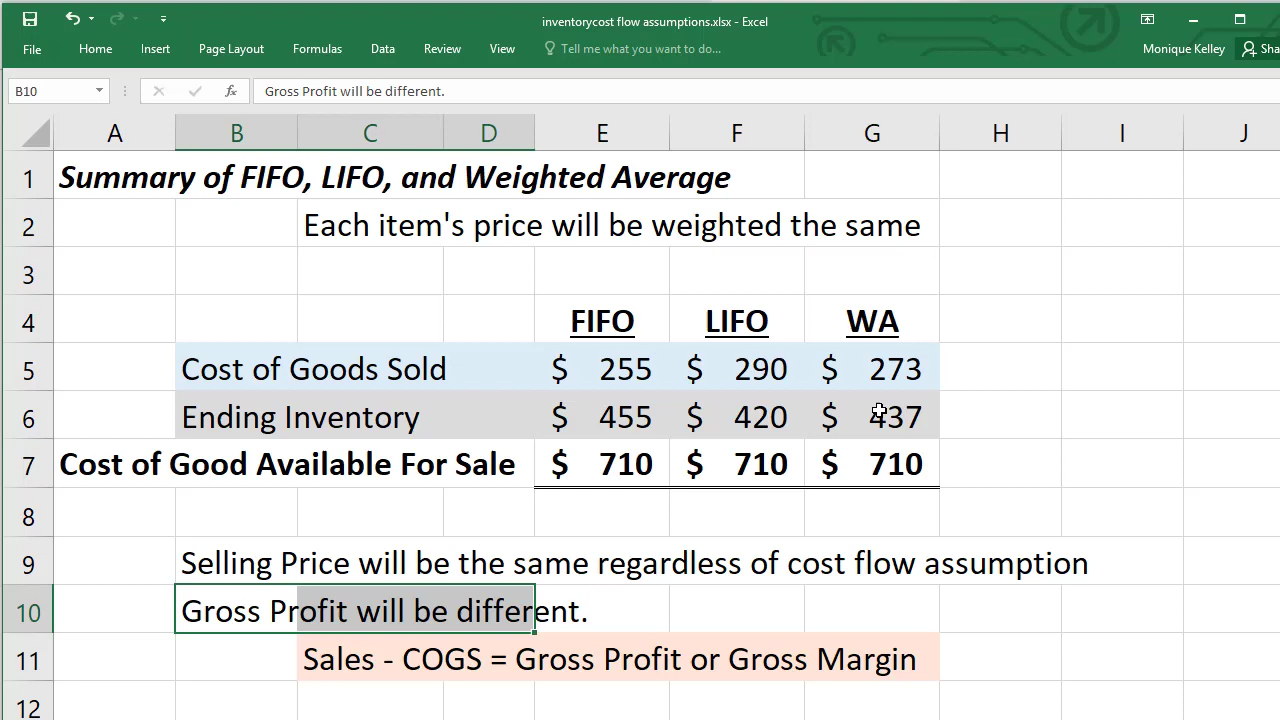 inventorycost flow assumptions.xlsx - Excel
File Home Insert Page Layout Formulas Data Review View Tell me what you want to do... Monique Kelley Sha
B10 fx Gross Profit will be different.
A B C D E F G H I J
1 Summary of FIFO, LIFO, and Weighted Average
2 Each item's price will be weighted the same
3
4 FIFO LIFO WA
5 Cost of Goods Sold $ 255 $ 290 $ 273
6 Ending Inventory $ 455 $ 420 $ 437
7 Cost of Good Available For Sale $ 710 $ 710 $ 710
8
9 Selling Price will be the same regardless of cost flow assumption
10 Gross Profit will be different.
11 Sales - COGS = Gross Profit or Gross Margin
12